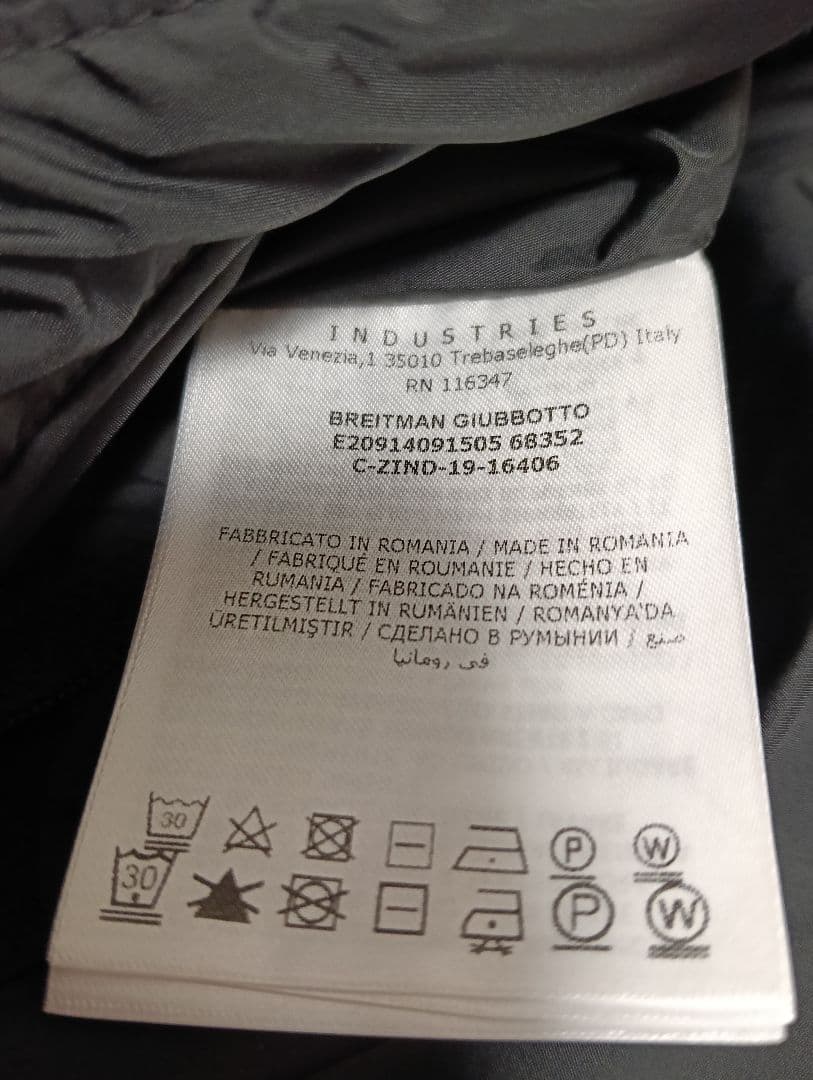 INDUSTRIES
Via Venezia,1 35010 Trebaseleghe(PD) Italy
RN 116347
BREITMAN GIUBBOTTO
E20914091505 68352
C-ZIND-19-16406
FABBRICATO IN ROMANIA / MADE IN ROMANIA
/ FABRIQUÉ EN ROUMANIE / HECHO EN
RUMANIA / FABRICADO NA ROMÉNIA /
HERGESTELLT IN RUMÄNIEN / ROMANYA'DA
ÜRETILMIŞTIR / СДЕЛАНО В РУМЫНИИ / صنع
في رومانيا
30 P W
30 P W